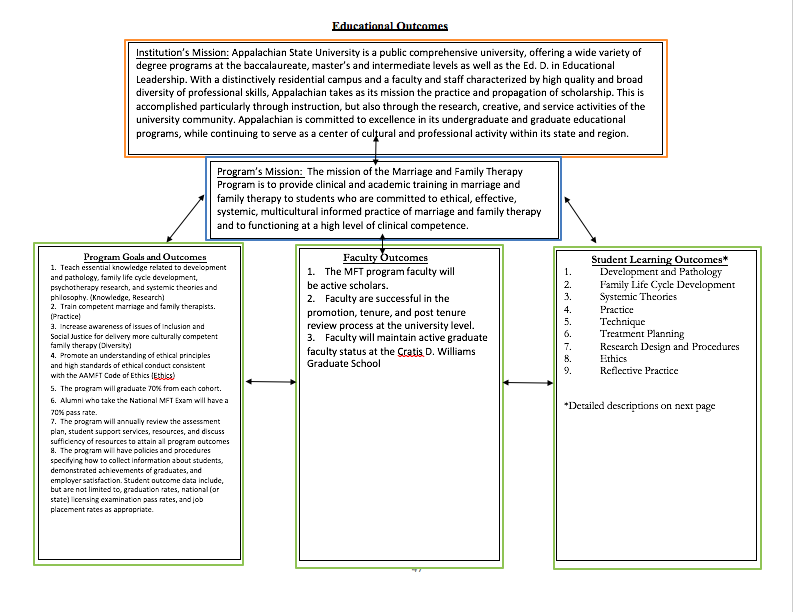 Educational Outcomes
Institution's Mission: Appalachian State University is a public comprehensive university, offering a wide variety of
degree programs at the baccalaureate, master's and intermediate levels as well as the Ed. D. in Educational
Leadership. With a distinctively residential campus and a faculty and staff characterized by high quality and broad
diversity of professional skills, Appalachian takes as its mission the practice and propagation of scholarship. This is
accomplished particularly through instruction, but also through the research, creative, and service activities of the
university community. Appalachian is committed to excellence in its undergraduate and graduate educational
programs, while continuing to serve as a center of cultural and professional activity within its state and region.
Program's Mission: The mission of the Marriage and Family Therapy
Program is to provide clinical and academic training in marriage and
family therapy to students who are committed to ethical, effective,
systemic, multicultural informed practice of marriage and family therapy
and to functioning at a high level of clinical competence.
Program Goals and Outcomes
1. Teach essential knowledge related to development
and pathology, family life cycle development,
psychotherapy research, and systemic theories and
philosophy. (Knowledge, Research)
2. Train competent marriage and family therapists.
(Practice)
3. Increase awareness of issues of Inclusion and
Social Justice for delivery more culturally competent
family therapy (Diversity)
4. Promote an understanding of ethical principles
and high standards of ethical conduct consistent
with the AAMFT Code of Ethics (Ethics)
5. The program will graduate 70% from each cohort.
6. Alumni who take the National MFT Exam will have a
70% pass rate.
7. The program will annually review the assessment
plan, student support services, resources, and discuss
sufficiency of resources to attain all program outcomes
8. The program will have policies and procedures
specifying how to collect information about students,
demonstrated achievements of graduates, and
employer satisfaction. Student outcome data include,
but are not limited to, graduation rates, national (or
state) licensing examination pass rates, and job
placement rates as appropriate.
Faculty Outcomes
1. The MFT program faculty will
be active scholars.
2. Faculty are successful in the
promotion, tenure, and post tenure
review process at the university level.
3. Faculty will maintain active graduate
faculty status at the Cratis D. Williams
Graduate School
Student Learning Outcomes*
1. Development and Pathology
2. Family Life Cycle Development
3. Systemic Theories
4. Practice
5. Technique
6. Treatment Planning
7. Research Design and Procedures
8. Ethics
9. Reflective Practice
*Detailed descriptions on next page